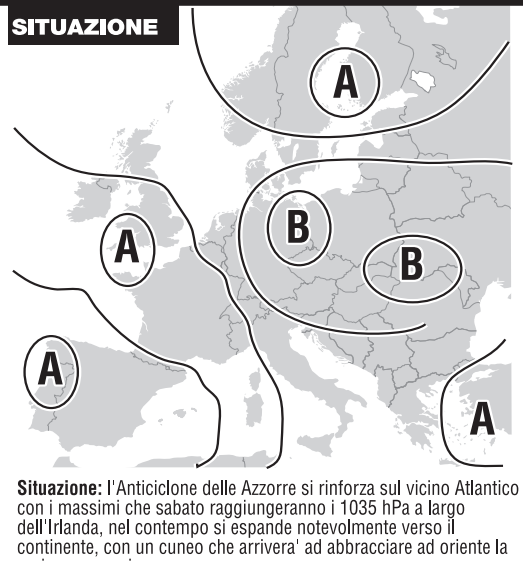 SITUAZIONE
A
A
B
B
A
A
Situazione: l'Anticiclone delle Azzorre si rinforza sul vicino Atlantico
con i massimi che sabato raggiungeranno i 1035 hPa a largo
dell'Irlanda, nel contempo si espande notevolmente verso il
continente, con un cuneo che arrivera' ad abbracciare ad oriente la